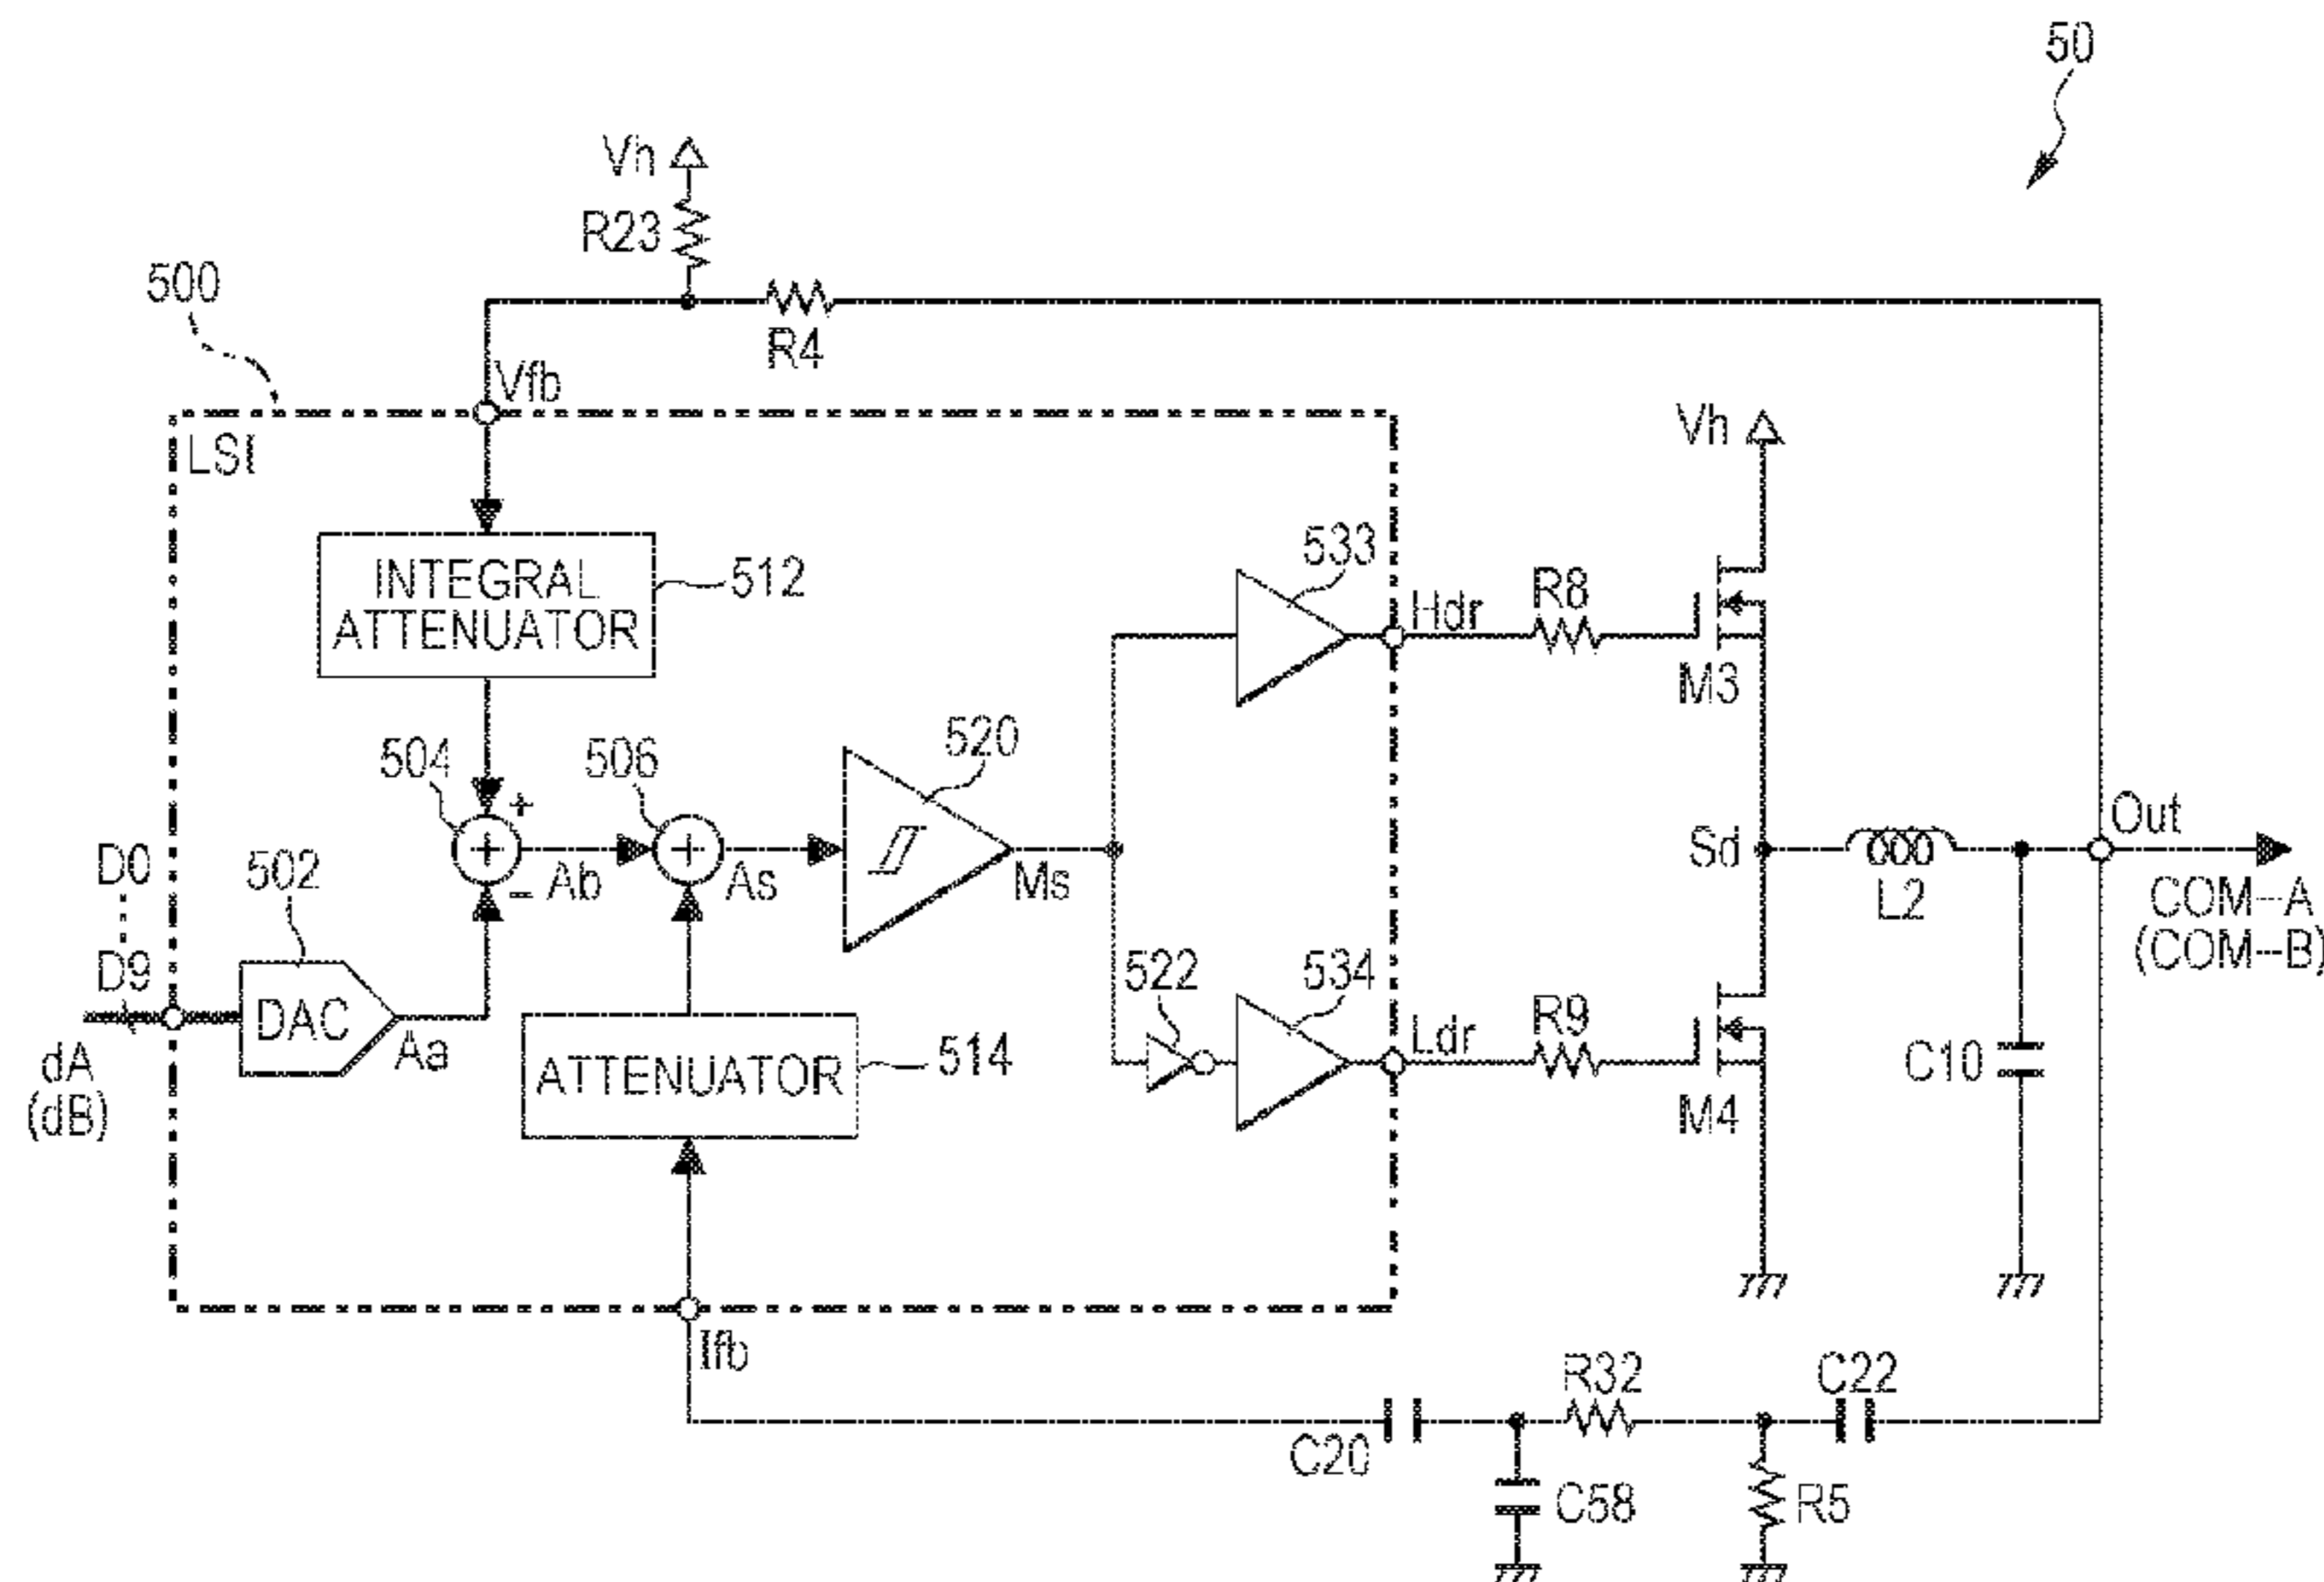 50
Vh
R23
500
R4
Vfb
LSI
Vh
INTEGRAL
ATTENUATOR
512
533
Hdr
R8
M3
504
506
520
+
+
+
−
Ab
As
Ms
Sd
L2
Out
COM-A
(COM-B)
D0
D9
502
DAC
Aa
dA
(dB)
ATTENUATOR
514
522
534
Ldr
R9
M4
C10
Ifb
C20
R32
C22
C58
R5